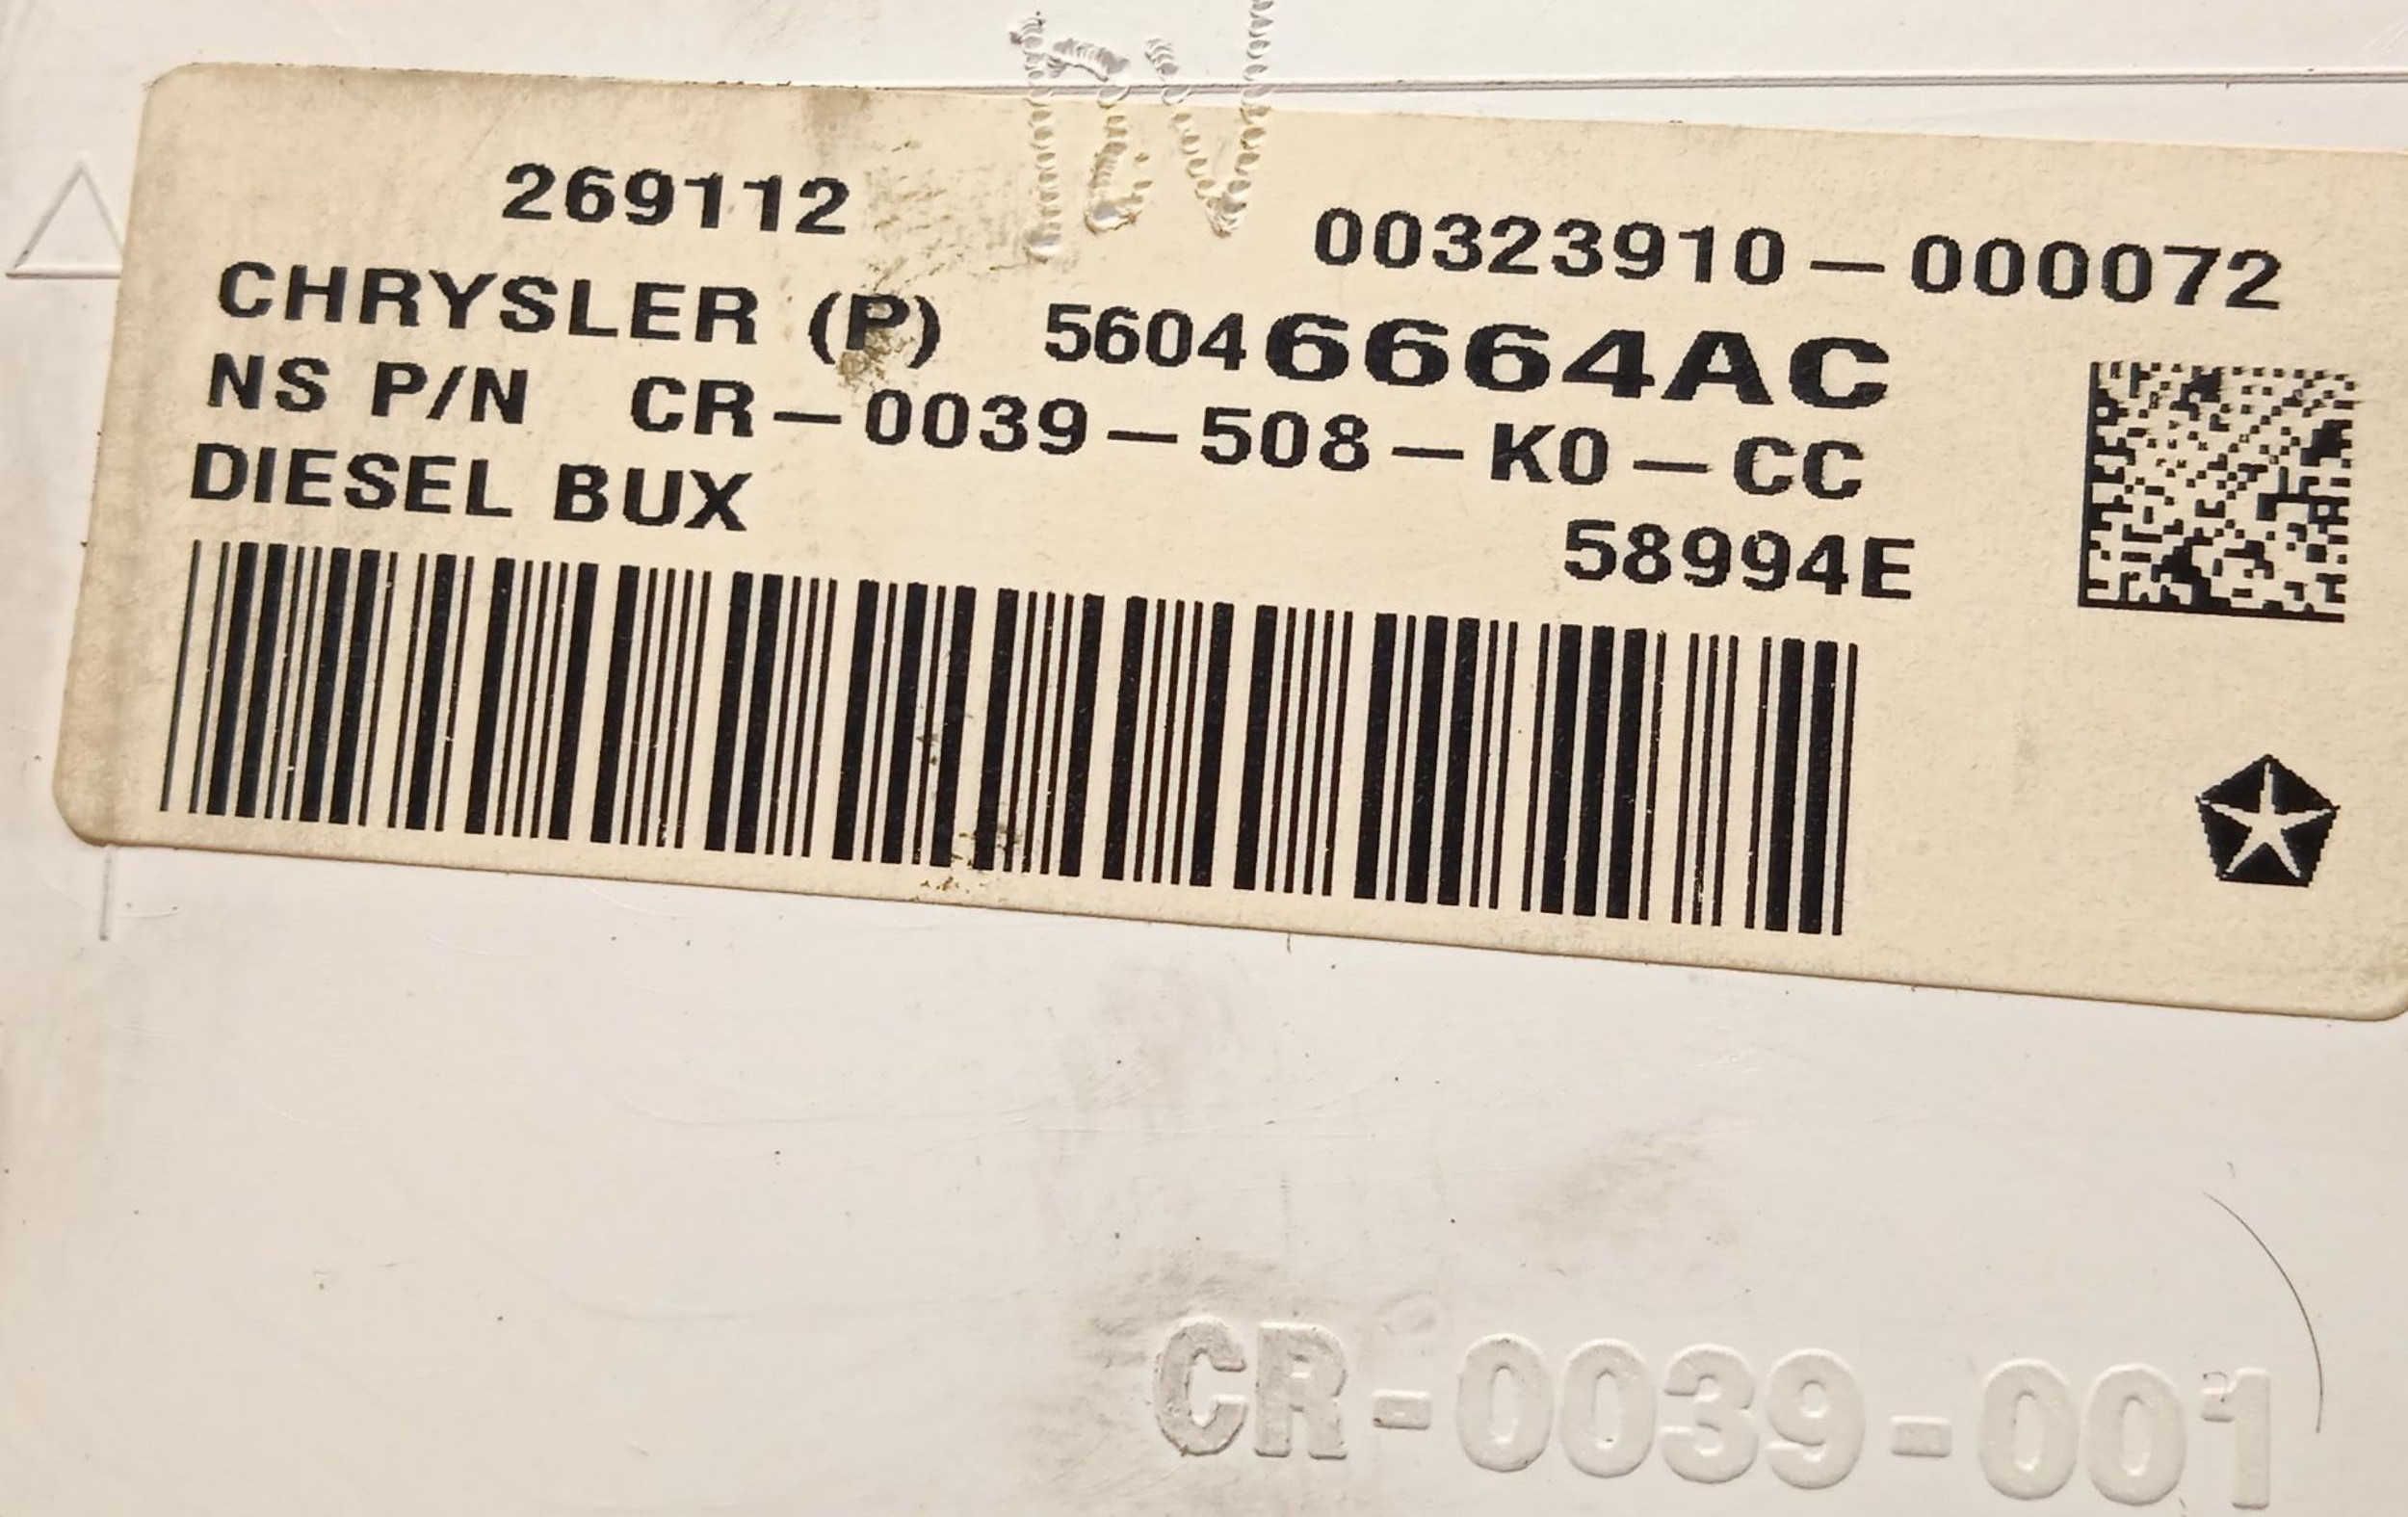 269112
00323910-000072
CHRYSLER (P) 56046664AC
NS P/N CR-0039-508-K0-CC
DIESEL BUX
58994E
CR-0039-001